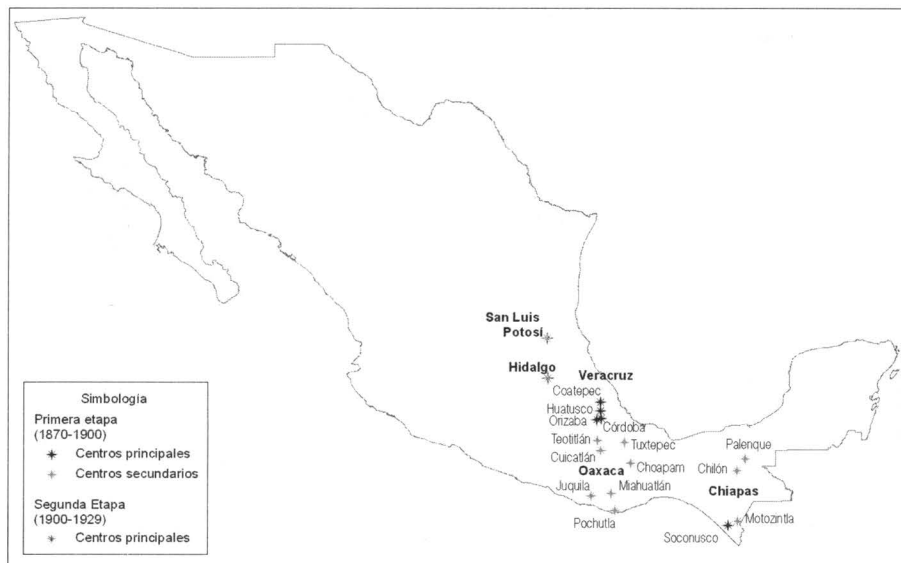 San Luis
Potosí
Hidalgo
Veracruz
Coatepec
Huatusco
Orizaba
Córdoba
Teotitlán
Tuxtepec
Cuicatlán
Palenque
Oaxaca
Choapam
Chilón
Juquila
Miahuatlán
Chiapas
Pochutla
Motozintla
Soconusco
Simbología
Primera etapa
(1870-1900)
Centros principales
Centros secundarios
Segunda Etapa
(1900-1929)
Centros principales